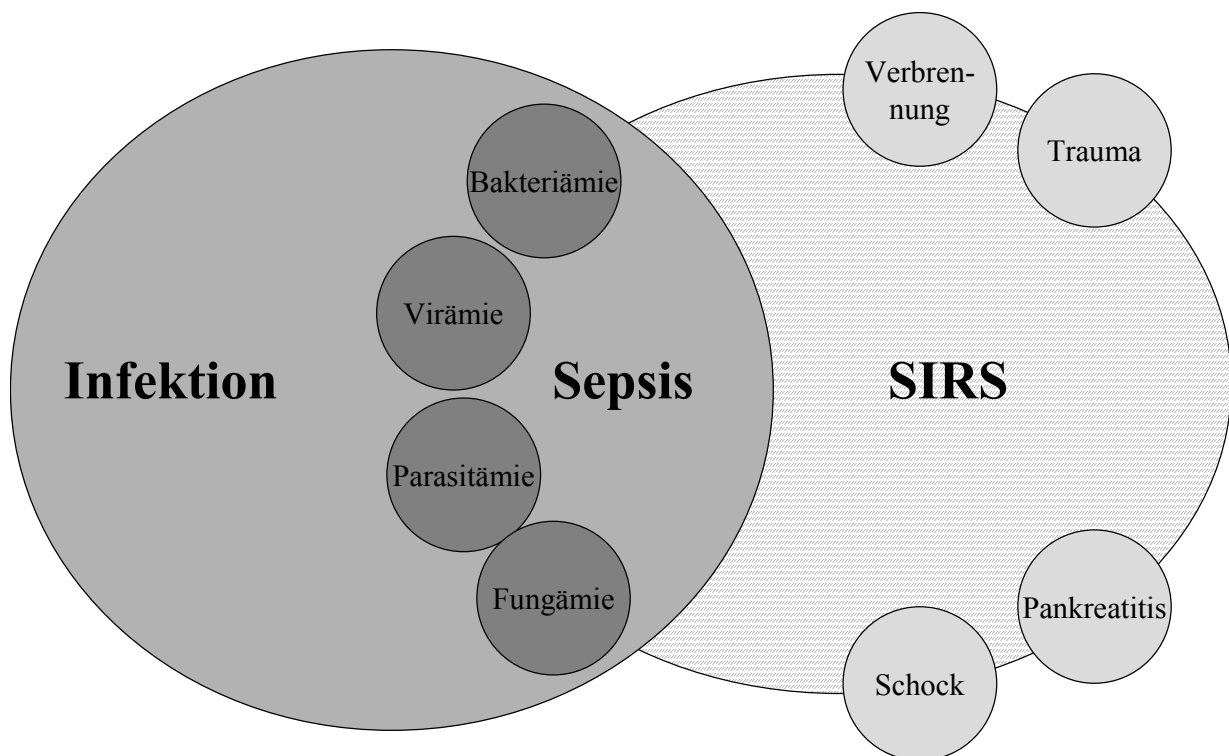 Verbren-
nung
Trauma
Bakteriämie
Virämie
Infektion
Sepsis
SIRS
Parasitämie
Fungämie
Pankreatitis
Schock